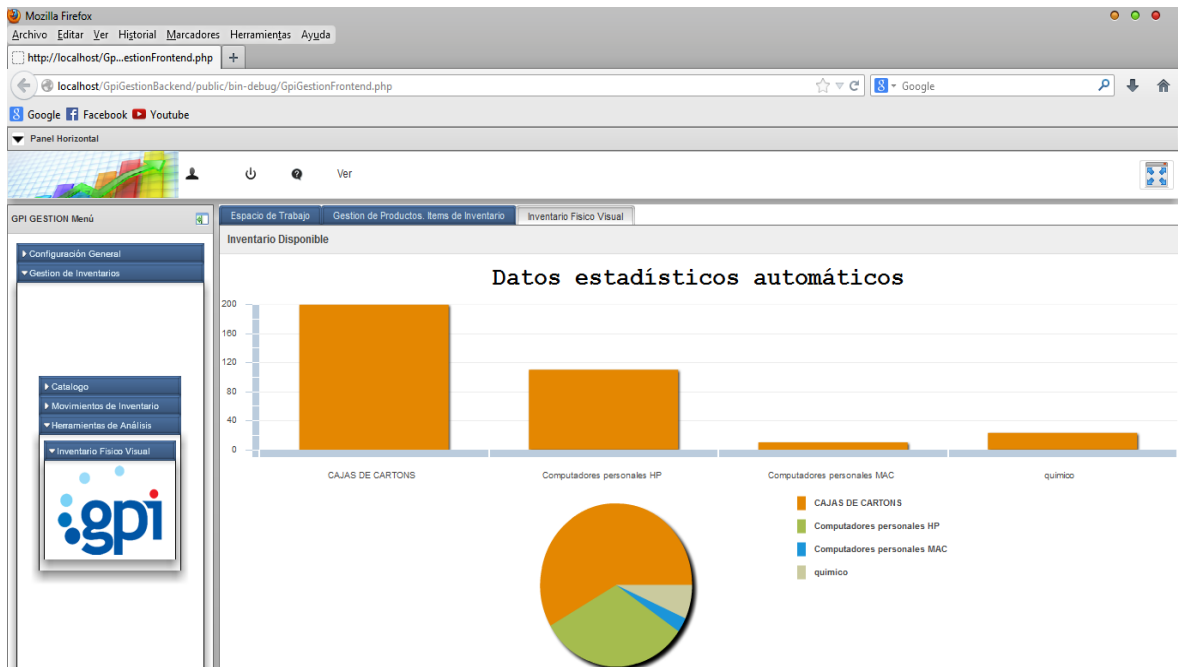 Mozilla Firefox
Archivo Editar Ver Historial Marcadores Herramientas Ayuda
http://localhost/Gp...estionFrontend.php +
localhost/GpiGestionBackend/public/bin-debug/GpiGestionFrontend.php
8 Google
8 Google Facebook Youtube
Panel Horizontal
Ver
GPI GESTION Menú
Espacio de Trabajo Gestion de Productos. Items de Inventario Inventario Fisico Visual
Inventario Disponible
Configuración General
Gestion de Inventarios
Catalogo
Movimientos de Inventario
Herramientas de Análisis
Inventario Fisico Visual
gpi
Datos estadísticos automáticos
200
160
120
80
40
0
CAJAS DE CARTONS Computadores personales HP Computadores personales MAC quimico
CAJAS DE CARTONS
Computadores personales HP
Computadores personales MAC
quimico